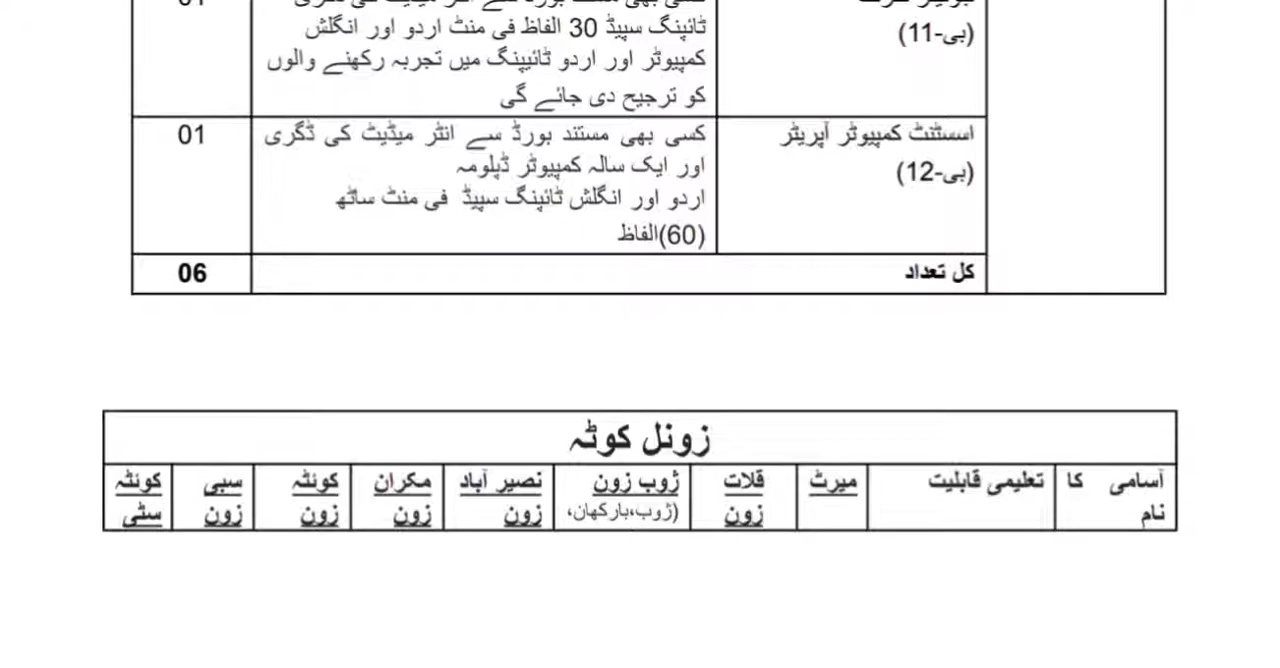 01
(بی-11)
ٹائپنگ سپیڈ 30 الفاظ فی منٹ اردو اور انگلش
کمپیوٹر اور اردو ٹائیپنگ میں تجربہ رکھنے والوں
کو ترجیح دی جائے گی
اسسٹنٹ کمپیوٹر آپریٹر
(بی-12)
کسی بھی مستند بورڈ سے انٹر میڈیٹ کی ڈگری
اور ایک سالہ کمپیوٹر ڈپلومہ
اردو اور انگلش ٹائپنگ سپیڈ فی منٹ ساٹھ
(60)الفاظ
01
کل تعداد 06
زونل کوٹہ
آسامی کا
نام
تعلیمی قابلیت
میرٹ
قلات
زون
ژوب زون
(ژوب،بارکھان،
نصیر آباد
زون
مکران
زون
کوئٹہ
زون
سبی
زون
کوئٹہ
سٹی